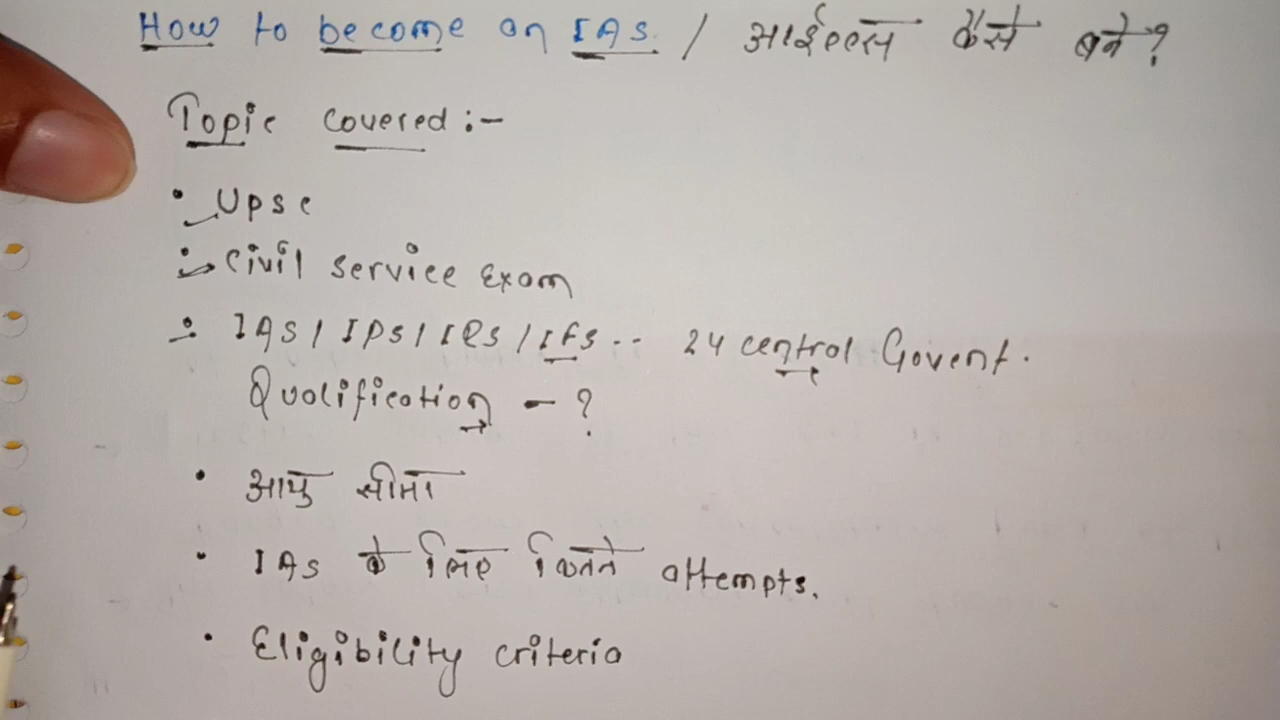 How to become an IAS. / आईएएस कैसे बने?
Topic covered :-
• Upsc
• Civil service Exam
• IAS / IPS / IRS / IFS .. 24 central Govent.
Qualification - ?
• आयु सीमा
• IAS के लिए कितने attempts.
• Eligibility criteria